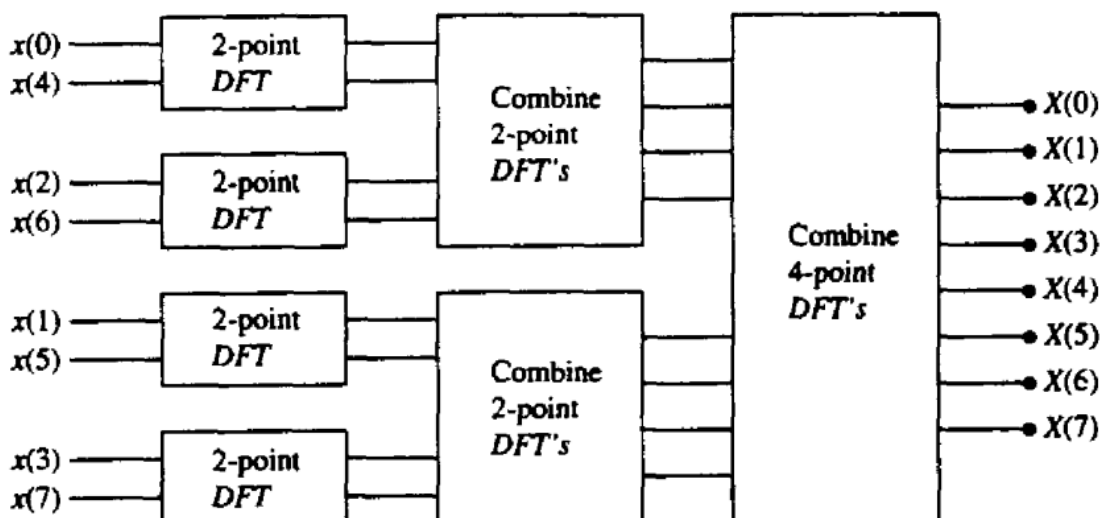 x(0)
x(4)
2-point
DFT
x(2)
x(6)
2-point
DFT
Combine
2-point
DFT's
x(1)
x(5)
2-point
DFT
x(3)
x(7)
2-point
DFT
Combine
2-point
DFT's
Combine
4-point
DFT's
X(0)
X(1)
X(2)
X(3)
X(4)
X(5)
X(6)
X(7)